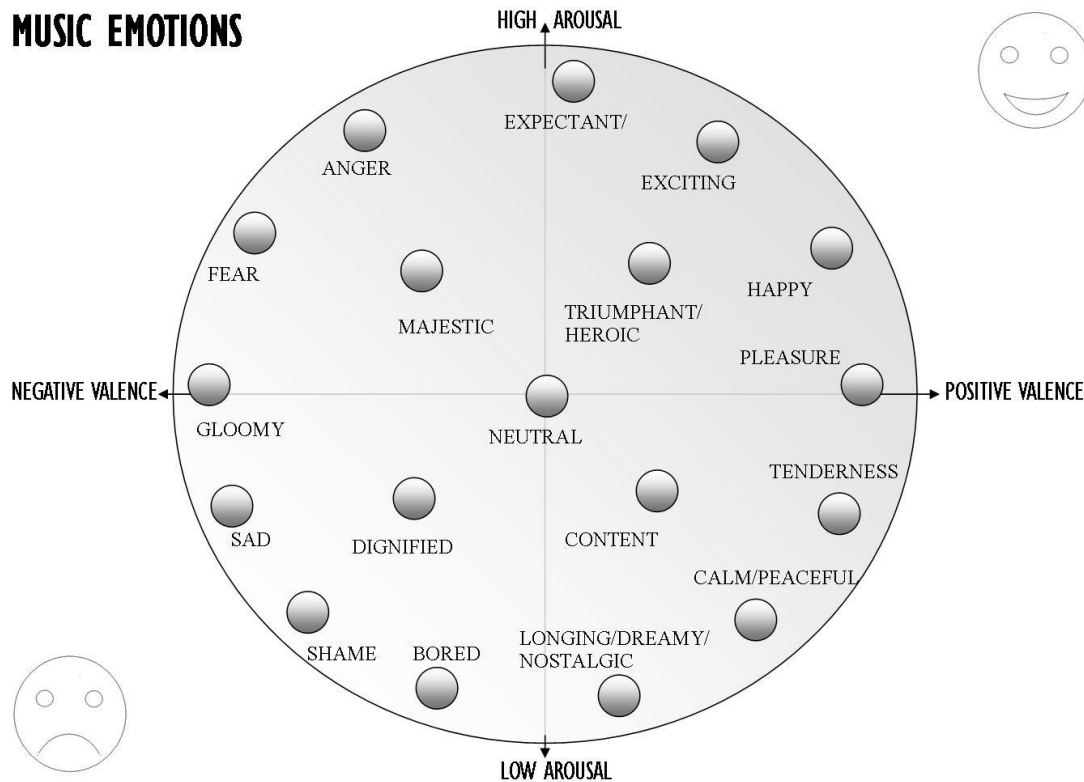 MUSIC EMOTIONS
HIGH AROUSAL
EXPECTANT/
ANGER
EXCITING
FEAR
HAPPY
MAJESTIC
TRIUMPHANT/
HEROIC
PLEASURE
NEGATIVE VALENCE
POSITIVE VALENCE
GLOOMY
NEUTRAL
TENDERNESS
SAD
DIGNIFIED
CONTENT
CALM/PEACEFUL
LONGING/DREAMY/
NOSTALGIC
SHAME
BORED
LOW AROUSAL